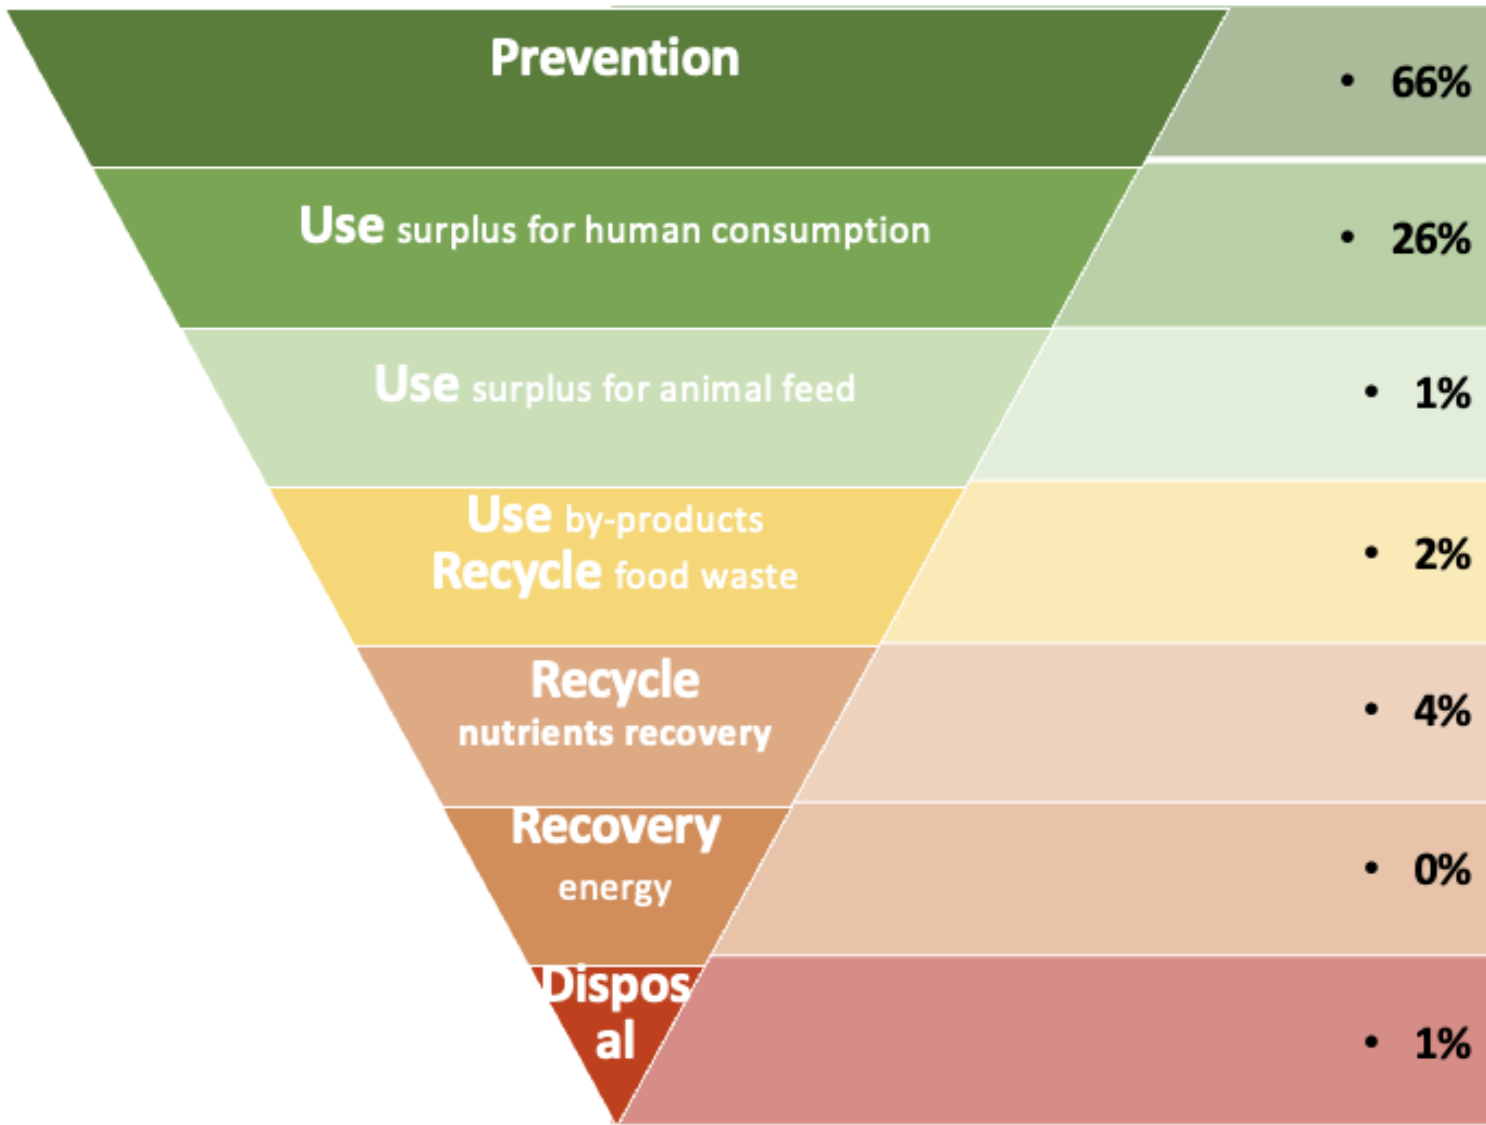 Prevention
• 66%
Use surplus for human consumption
• 26%
Use surplus for animal feed
• 1%
Use by-products
Recycle food waste
• 2%
Recycle
nutrients recovery
• 4%
Recovery
energy
• 0%
Dispos
al
• 1%